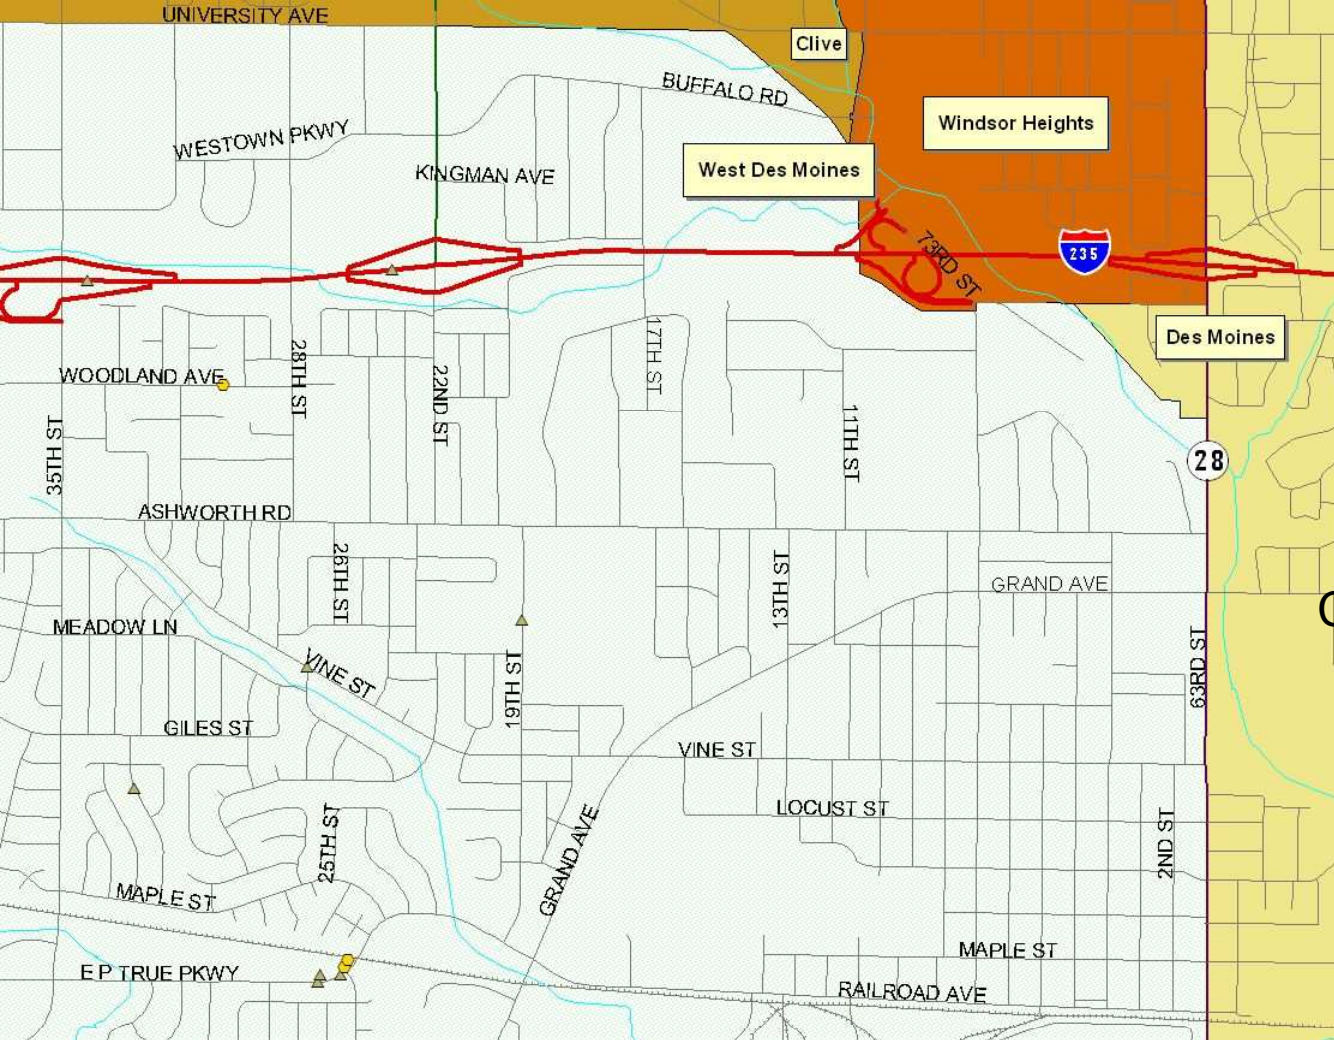 UNIVERSITY AVE
Clive
BUFFALO RD
Windsor Heights
WESTOWN PKWY
KINGMAN AVE
West Des Moines
73RD ST
235
Des Moines
17TH ST
28TH ST
WOODLAND AVE
22ND ST
11TH ST
35TH ST
28
ASHWORTH RD
26TH ST
13TH ST
GRAND AVE
MEADOW LN
VINE ST
19TH ST
63RD ST
GILES ST
VINE ST
LOCUST ST
25TH ST
GRAND AVE
2ND ST
MAPLE ST
MAPLE ST
E P TRUE PKWY
RAILROAD AVE